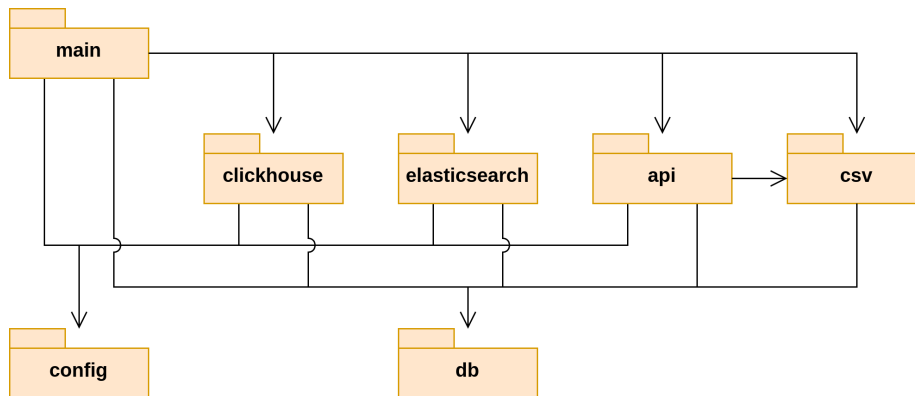 main
clickhouse
elasticsearch
api
csv
config
db